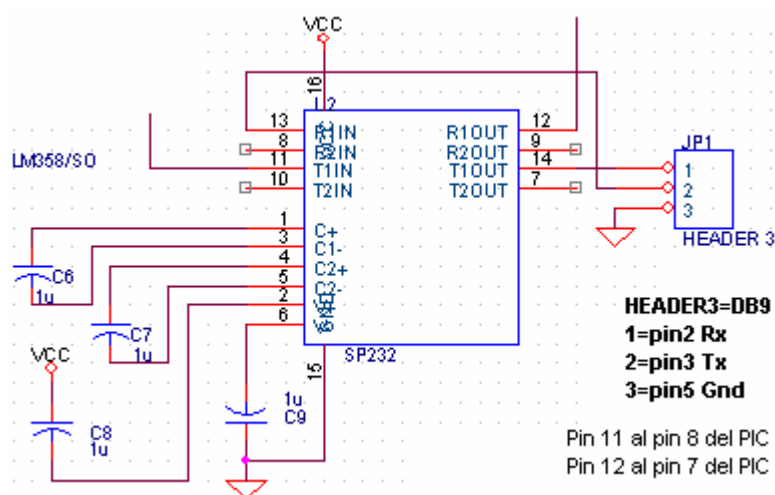 VCC
16
13
R1IN
R1OUT
12
8
R2IN
R2OUT
9
11
T1IN
T1OUT
14
10
T2IN
T2OUT
7
JP1
1
2
3
HEADER 3
LM358/SO
1
C+
3
C1-
4
C2+
5
C2-
2
6
SP232
15
C6
1u
C7
1u
VCC
C8
1u
1u
C9
HEADER3=DB9
1=pin2 Rx
2=pin3 Tx
3=pin5 Gnd
Pin 11 al pin 8 del PIC
Pin 12 al pin 7 del PIC